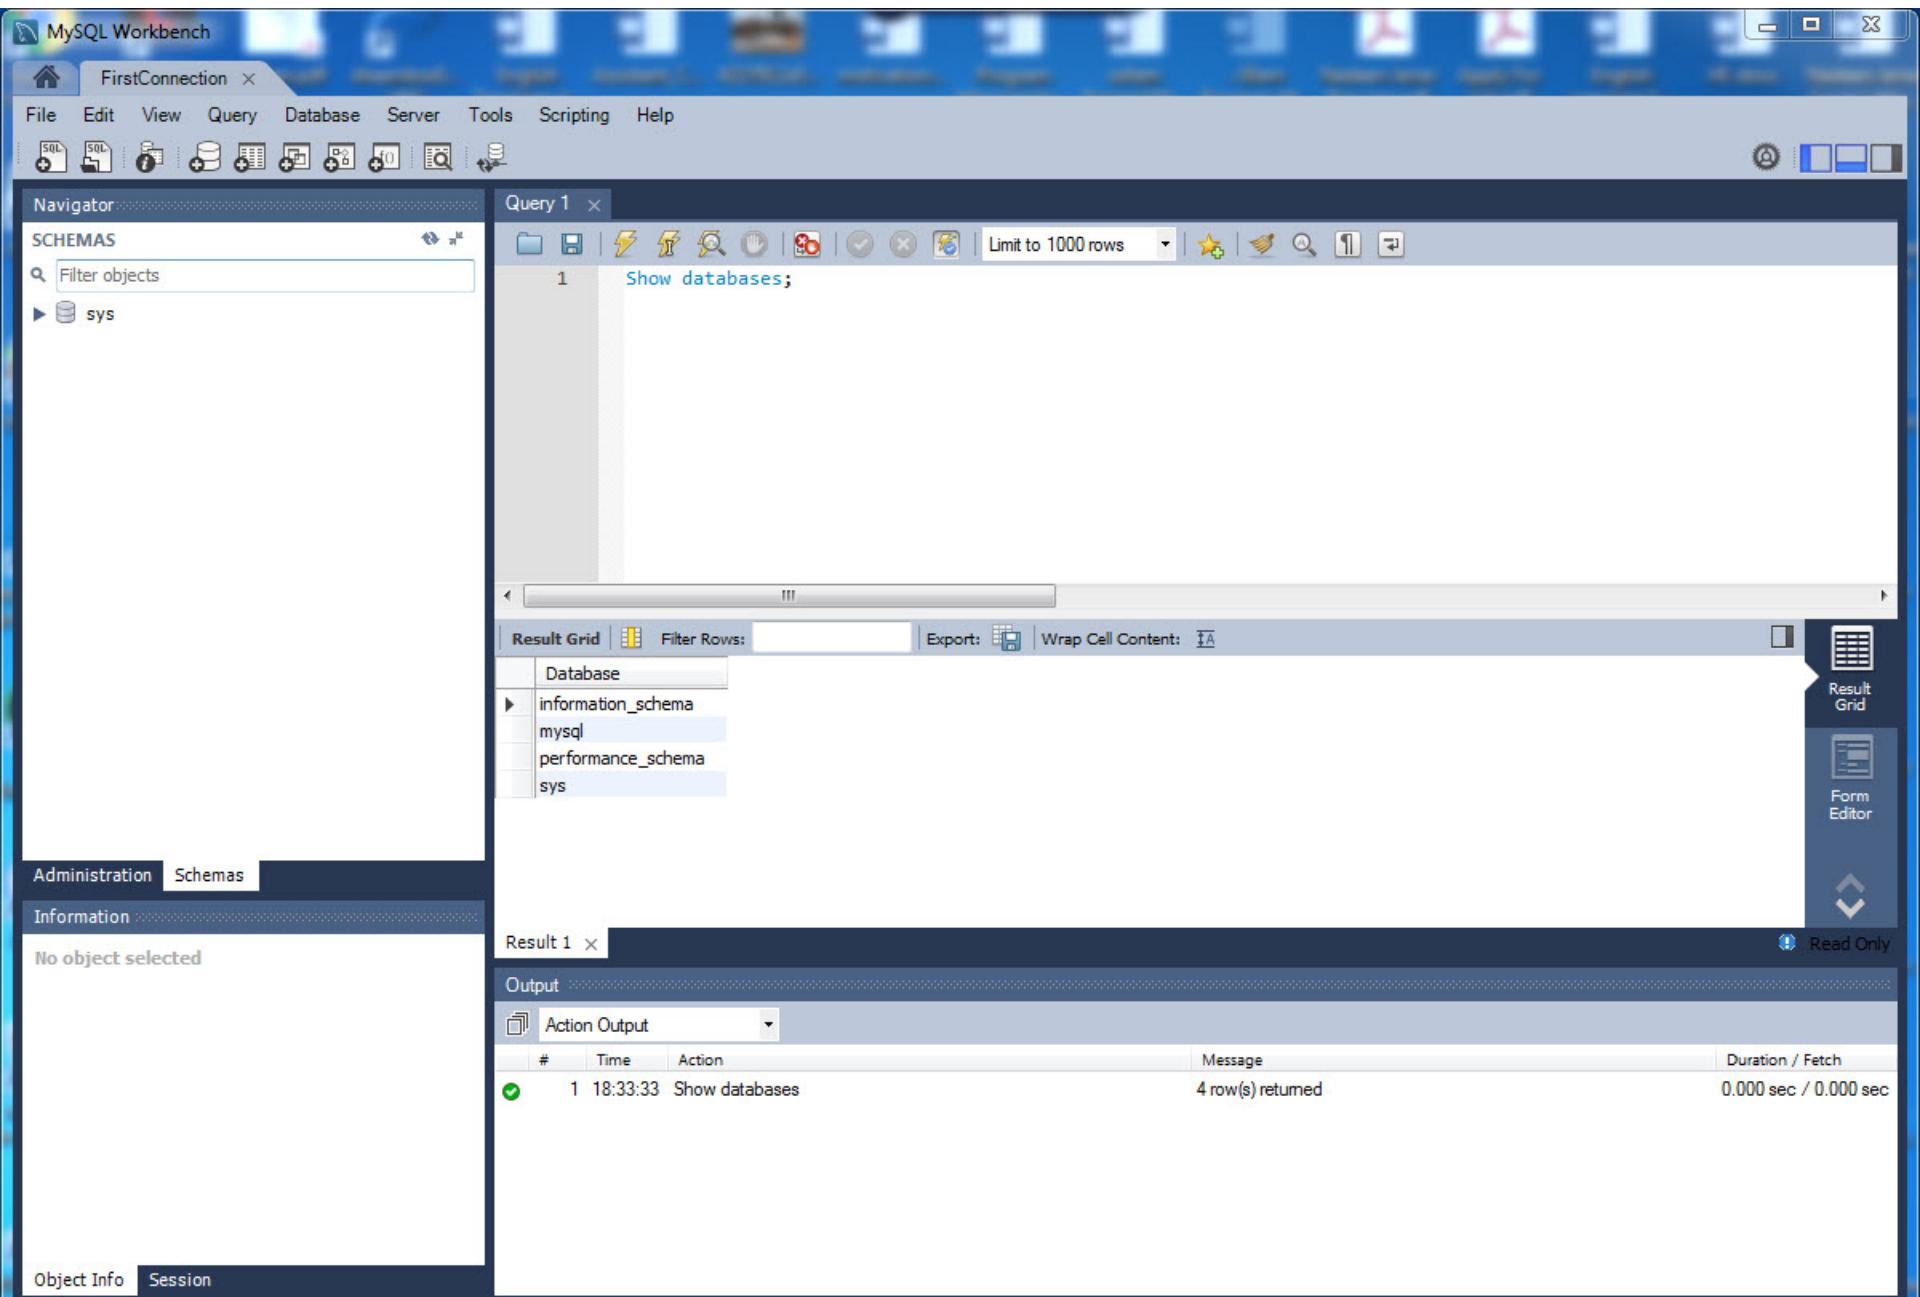 MySQL Workbench
FirstConnection
File Edit View Query Database Server Tools Scripting Help
SQL SQL
Navigator
SCHEMAS
Filter objects
sys
Administration Schemas
Information
No object selected
Object Info Session
Query 1
Limit to 1000 rows
1 Show databases;
Result Grid Filter Rows: Export: Wrap Cell Content:
Database
information_schema
mysql
performance_schema
sys
Result
Grid
Form
Editor
Result 1
Read Only
Output
Action Output
# Time Action Message Duration / Fetch
1 18:33:33 Show databases 4 row(s) returned 0.000 sec / 0.000 sec